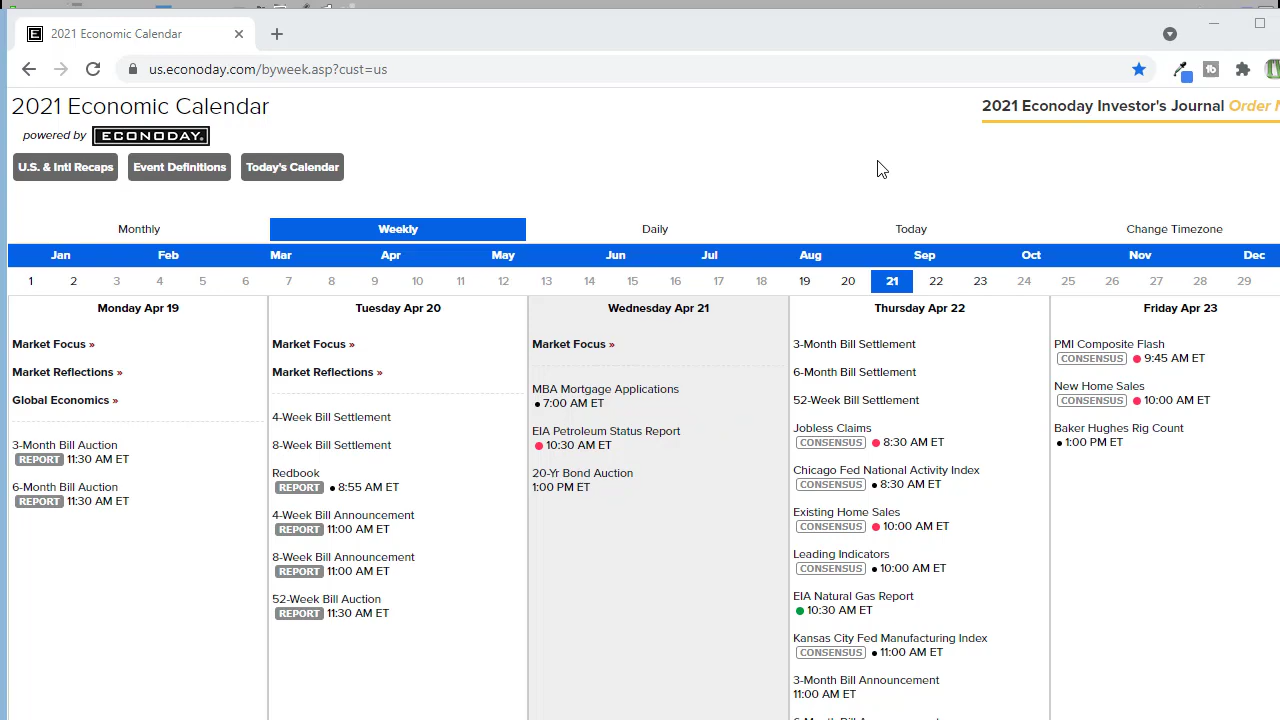 2021 Economic Calendar
us.econoday.com/byweek.asp?cust=us
2021 Economic Calendar
2021 Econoday Investor's Journal Order
powered by ECONODAY
U.S. & Intl Recaps Event Definitions Today's Calendar
Monthly Weekly Daily Today Change Timezone
Jan Feb Mar Apr May Jun Jul Aug Sep Oct Nov Dec
1 2 3 4 5 6 7 8 9 10 11 12 13 14 15 16 17 18 19 20 21 22 23 24 25 26 27 28 29
Monday Apr 19
Market Focus »
Market Reflections »
Global Economics »
3-Month Bill Auction
REPORT 11:30 AM ET
6-Month Bill Auction
REPORT 11:30 AM ET
Tuesday Apr 20
Market Focus »
Market Reflections »
4-Week Bill Settlement
8-Week Bill Settlement
Redbook
REPORT 8:55 AM ET
4-Week Bill Announcement
REPORT 11:00 AM ET
8-Week Bill Announcement
REPORT 11:00 AM ET
52-Week Bill Auction
REPORT 11:30 AM ET
Wednesday Apr 21
Market Focus »
MBA Mortgage Applications
7:00 AM ET
EIA Petroleum Status Report
10:30 AM ET
20-Yr Bond Auction
1:00 PM ET
Thursday Apr 22
3-Month Bill Settlement
6-Month Bill Settlement
52-Week Bill Settlement
Jobless Claims
CONSENSUS 8:30 AM ET
Chicago Fed National Activity Index
CONSENSUS 8:30 AM ET
Existing Home Sales
CONSENSUS 10:00 AM ET
Leading Indicators
CONSENSUS 10:00 AM ET
EIA Natural Gas Report
10:30 AM ET
Kansas City Fed Manufacturing Index
CONSENSUS 11:00 AM ET
3-Month Bill Announcement
11:00 AM ET
Friday Apr 23
PMI Composite Flash
CONSENSUS 9:45 AM ET
New Home Sales
CONSENSUS 10:00 AM ET
Baker Hughes Rig Count
1:00 PM ET